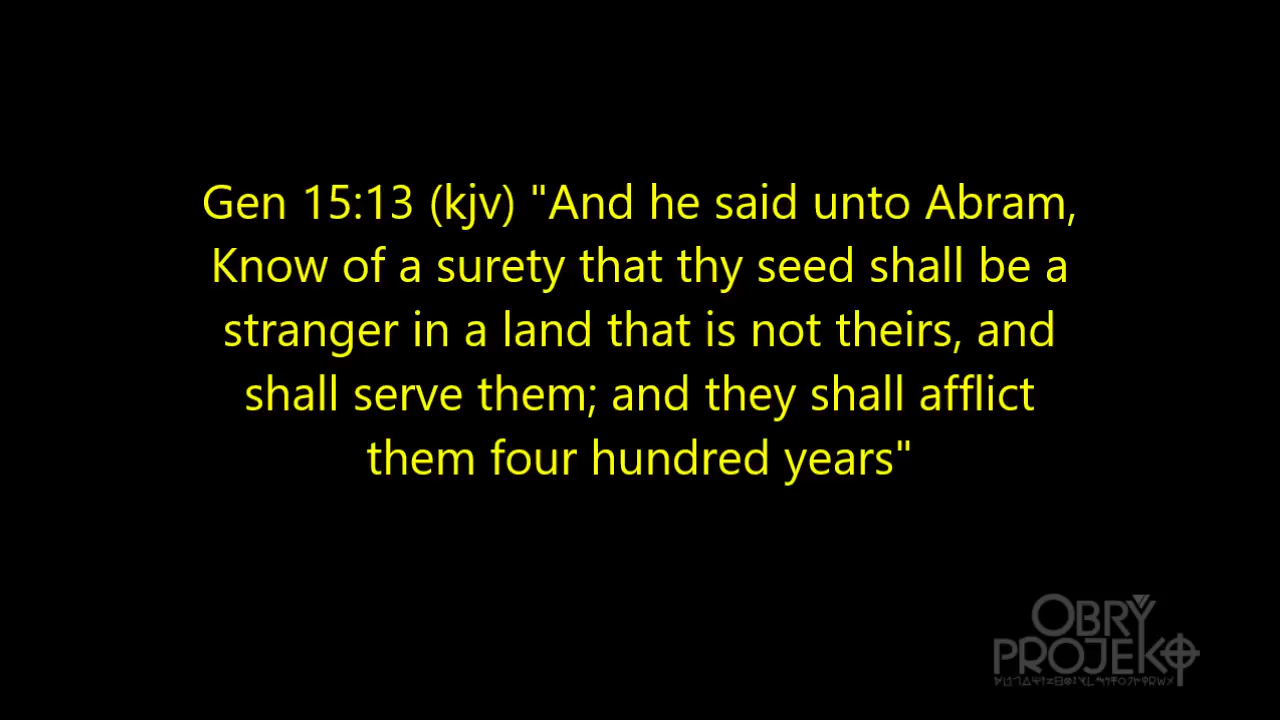 Gen 15:13 (kjv) "And he said unto Abram,
Know of a surety that thy seed shall be a
stranger in a land that is not theirs, and
shall serve them; and they shall afflict
them four hundred years"
OBRY
PROJEKO